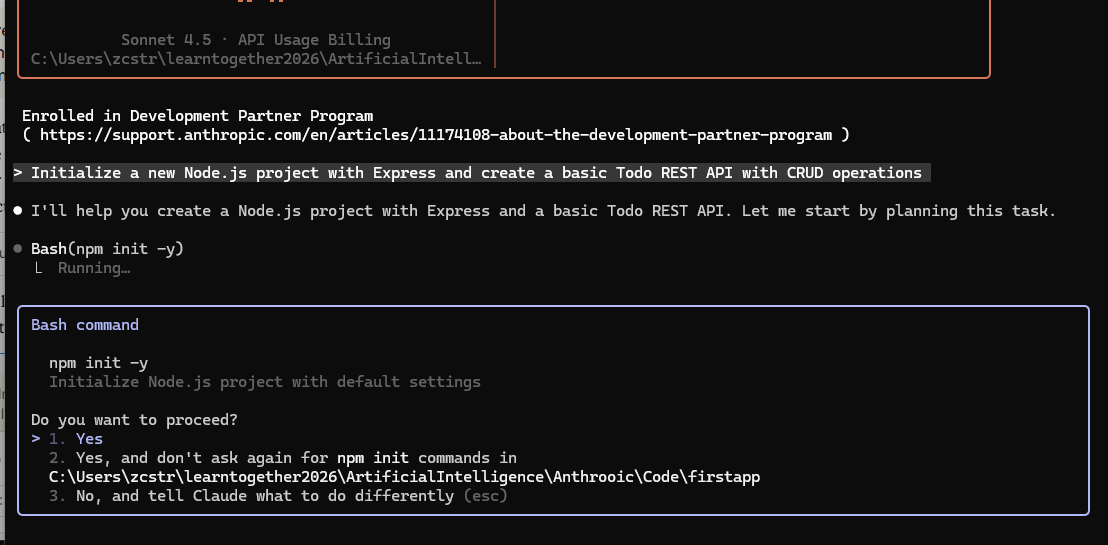 Sonnet 4.5 · API Usage Billing
C:\Users\zcstr\learntogether2026\ArtificialIntell…
Enrolled in Development Partner Program
( https://support.anthropic.com/en/articles/11174108-about-the-development-partner-program )
> Initialize a new Node.js project with Express and create a basic Todo REST API with CRUD operations
● I'll help you create a Node.js project with Express and a basic Todo REST API. Let me start by planning this task.
● Bash(npm init -y)
└ Running…
Bash command
npm init -y
Initialize Node.js project with default settings
Do you want to proceed?
> 1. Yes
2. Yes, and don't ask again for npm init commands in
C:\Users\zcstr\learntogether2026\ArtificialIntelligence\Anthrooic\Code\firstapp
3. No, and tell Claude what to do differently (esc)